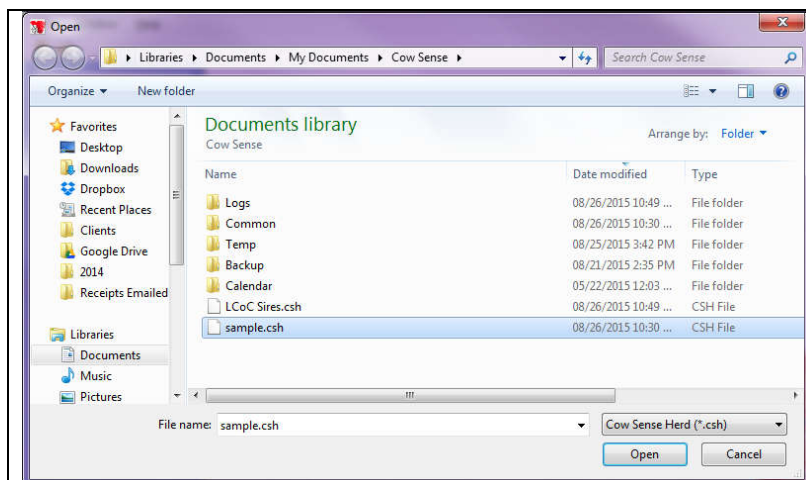 Open
Libraries Documents My Documents Cow Sense Search Cow Sense
Organize New folder
Favorites
Desktop
Downloads
Dropbox
Recent Places
Clients
Google Drive
2014
Receipts Emailed
Libraries
Documents
Music
Pictures
Documents library
Cow Sense
Arrange by: Folder
Name Date modified Type
Logs 08/26/2015 10:49 ... File folder
Common 08/26/2015 10:30 ... File folder
Temp 08/25/2015 3:42 PM File folder
Backup 08/21/2015 2:35 PM File folder
Calendar 05/22/2015 12:03 ... File folder
LCoC Sires.csh 08/26/2015 10:49 ... CSH File
sample.csh 08/26/2015 10:30 ... CSH File
File name: sample.csh Cow Sense Herd (*.csh)
Open Cancel